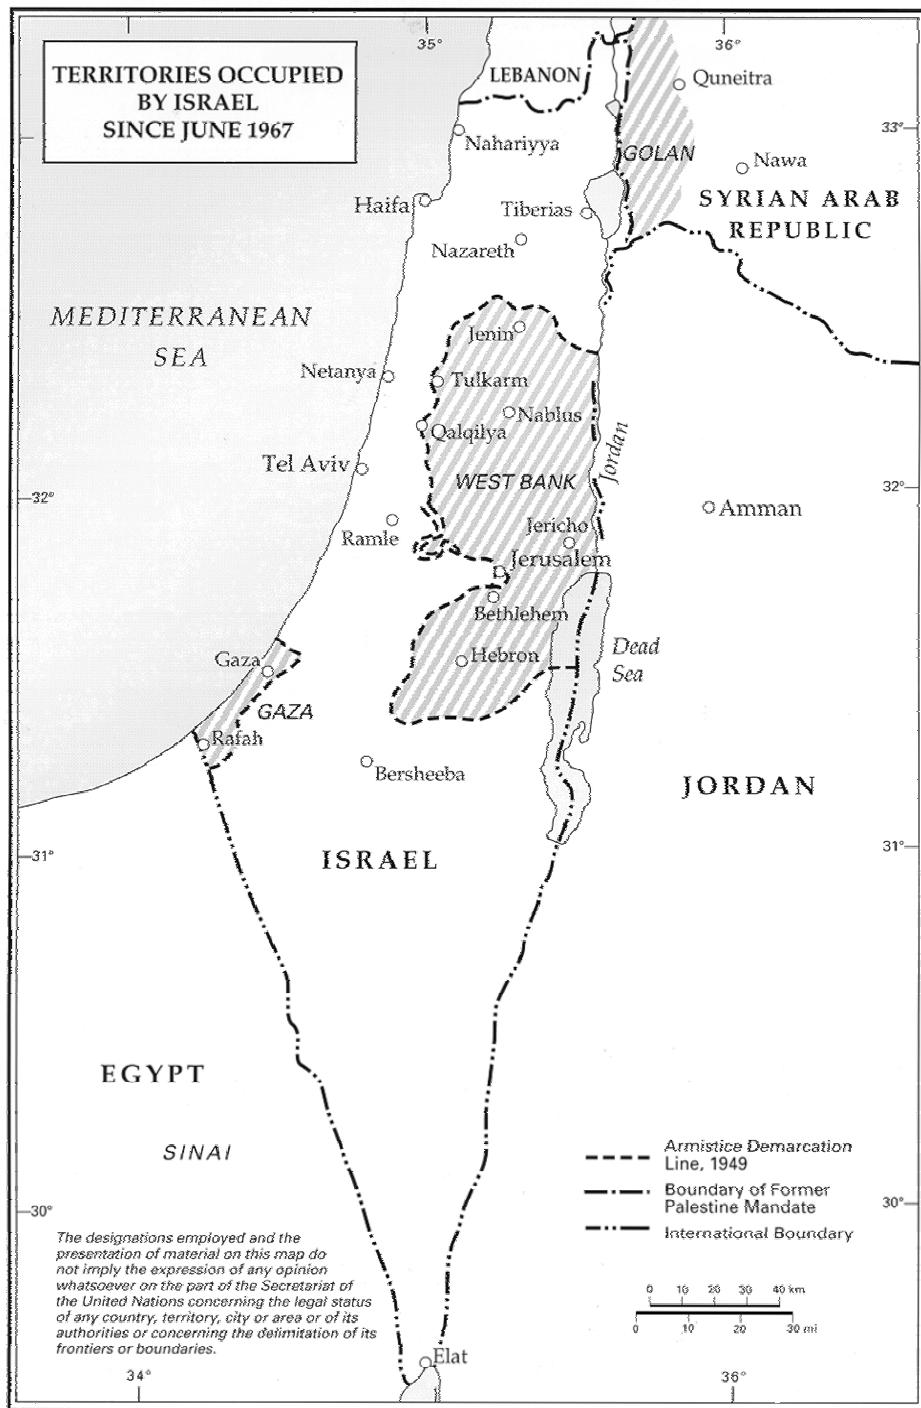 TERRITORIES OCCUPIED
BY ISRAEL
SINCE JUNE 1967
35°
36°
LEBANON
Quneitra
33°
Nahariyya
GOLAN
Nawa
Haifa
Tiberias
SYRIAN ARAB
REPUBLIC
Nazareth
MEDITERRANEAN
SEA
Jenin
Netanya
Tulkarm
Nablus
Qalqilya
Jordan
Tel Aviv
WEST BANK
32°
32°
Amman
Ramle
Jericho
Jerusalem
Bethlehem
Dead
Sea
Gaza
Hebron
GAZA
Rafah
Bersheeba
JORDAN
31°
31°
ISRAEL
EGYPT
SINAI
Armistice Demarcation
Line, 1949
Boundary of Former
Palestine Mandate
International Boundary
30°
30°
The designations employed and the
presentation of material on this map do
not imply the expression of any opinion
whatsoever on the part of the Secretariat of
the United Nations concerning the legal status
of any country, territory, city or area or of its
authorities or concerning the delimitation of its
frontiers or boundaries.
0 10 20 30 40 km
0 10 20 30 mi
Elat
34°
36°